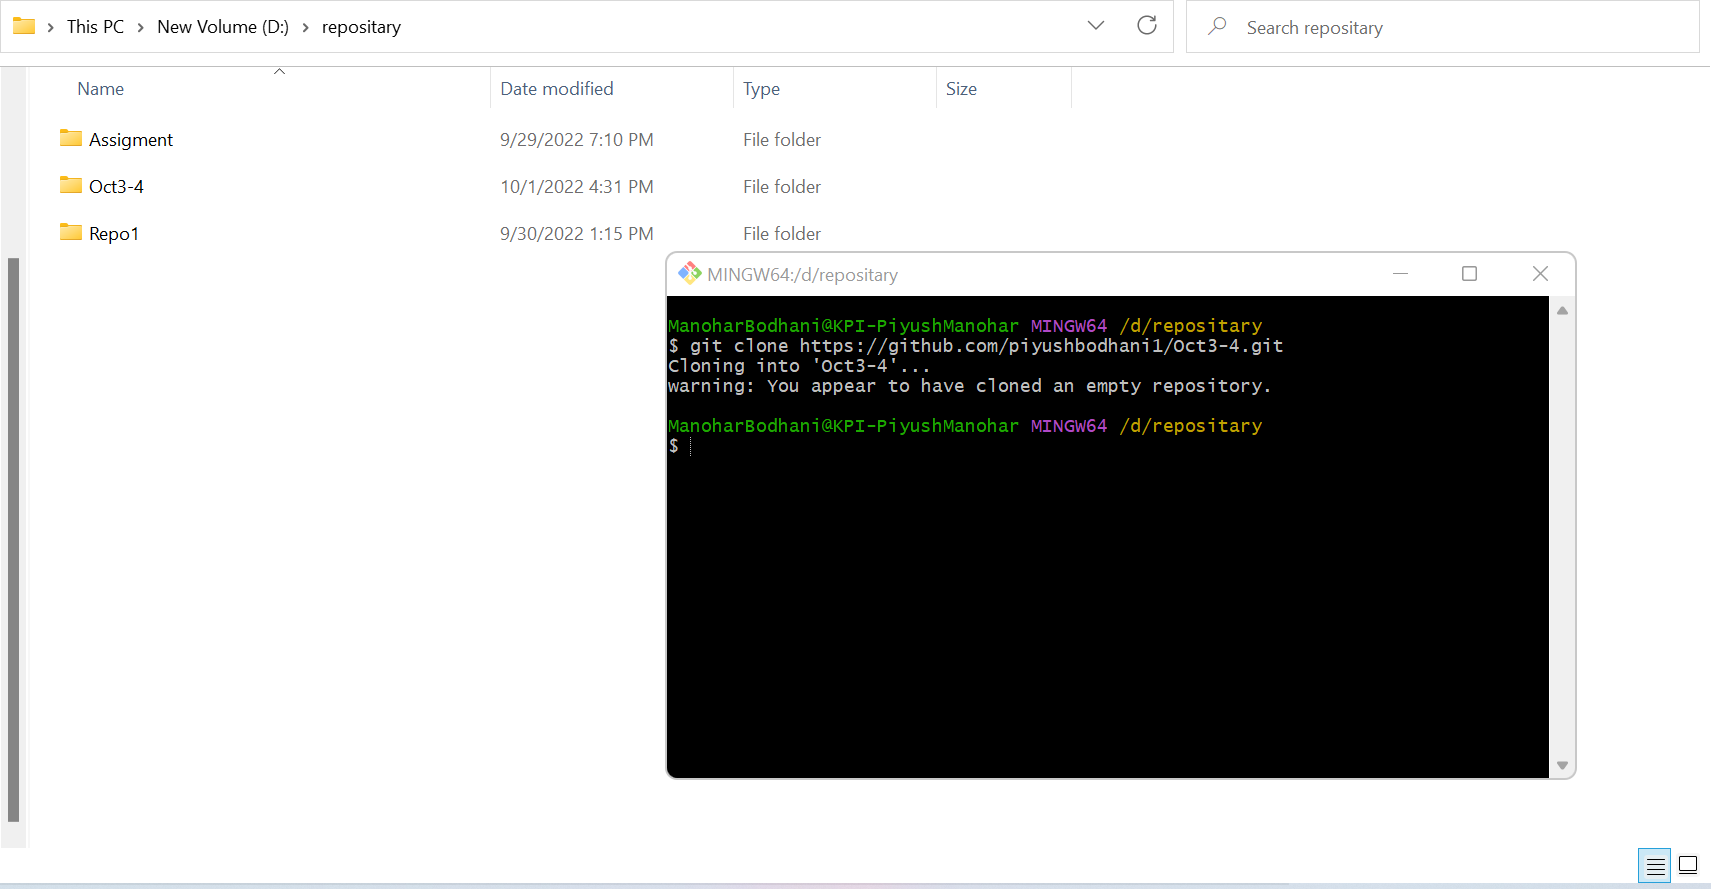 This PC > New Volume (D:) > repositary
Search repositary
Name Date modified Type Size
Assigment 9/29/2022 7:10 PM File folder
Oct3-4 10/1/2022 4:31 PM File folder
Repo1 9/30/2022 1:15 PM File folder
MINGW64:/d/repositary
ManoharBodhani@KPI-PiyushManohar MINGW64 /d/repositary
$ git clone https://github.com/piyushbodhani1/Oct3-4.git
Cloning into 'Oct3-4'...
warning: You appear to have cloned an empty repository.
ManoharBodhani@KPI-PiyushManohar MINGW64 /d/repositary
$